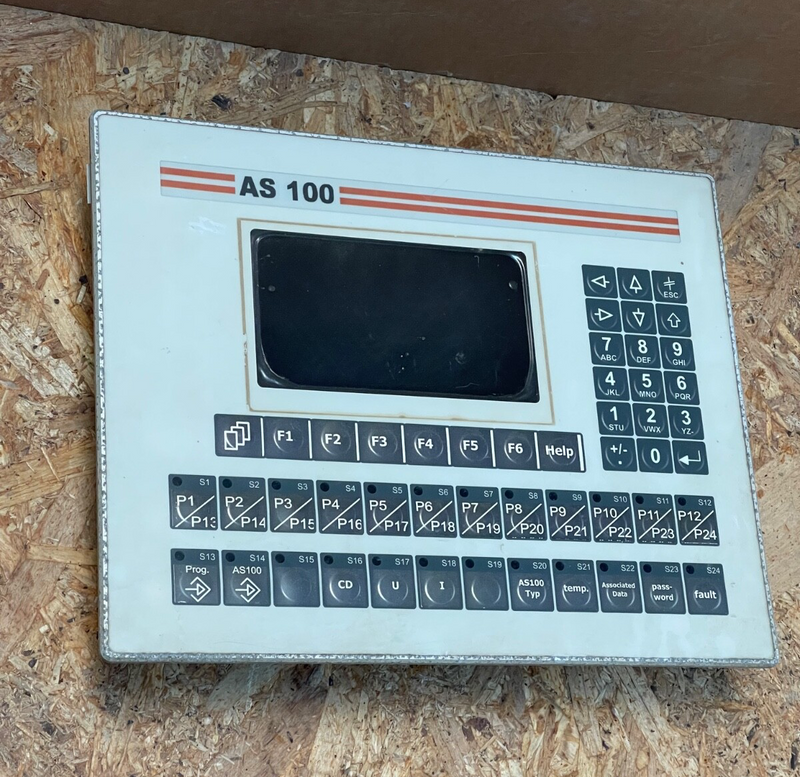 AS 100
ESC
7 8 9
ABC DEF GHI
4 5 6
JKL MNO PQR
1 2 3
STU VWX YZ-
+/- 0
.
F1 F2 F3 F4 F5 F6 Help
S1 S2 S3 S4 S5 S6 S7 S8 S9 S10 S11 S12
P1 P2 P3 P4 P5 P6 P7 P8 P9 P10 P11 P12
P13 P14 P15 P16 P17 P18 P19 P20 P21 P22 P23 P24
S13 S14 S15 S16 S17 S18 S19 S20 S21 S22 S23 S24
Prog. AS100 CD U I AS100 temp. Associated pass- fault
Typ Data word